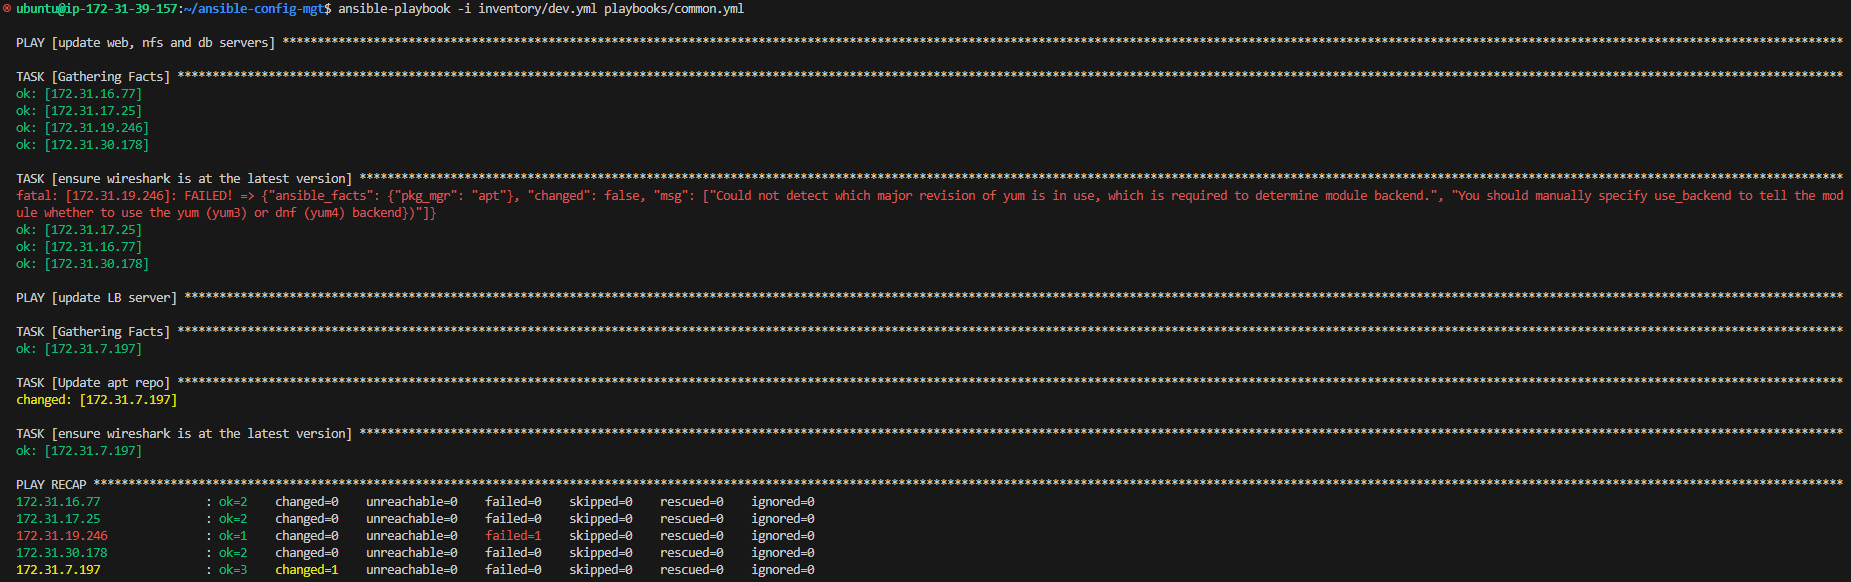 ubuntu@ip-172-31-39-157:~/ansible-config-mgt$ ansible-playbook -i inventory/dev.yml playbooks/common.yml
PLAY [update web, nfs and db servers] ****************************************************************************************************************************************************************************************************************************
TASK [Gathering Facts] *******************************************************************************************************************************************************************************************************************************************
ok: [172.31.16.77]
ok: [172.31.17.25]
ok: [172.31.19.246]
ok: [172.31.30.178]
TASK [ensure wireshark is at the latest version] *****************************************************************************************************************************************************************************************************************
fatal: [172.31.19.246]: FAILED! => {"ansible_facts": {"pkg_mgr": "apt"}, "changed": false, "msg": ["Could not detect which major revision of yum is in use, which is required to determine module backend.", "You should manually specify use_backend to tell the mod
ule whether to use the yum (yum3) or dnf (yum4) backend})"]}
ok: [172.31.17.25]
ok: [172.31.16.77]
ok: [172.31.30.178]
PLAY [update LB server] ******************************************************************************************************************************************************************************************************************************************
TASK [Gathering Facts] *******************************************************************************************************************************************************************************************************************************************
ok: [172.31.7.197]
TASK [Update apt repo] *******************************************************************************************************************************************************************************************************************************************
changed: [172.31.7.197]
TASK [ensure wireshark is at the latest version] *****************************************************************************************************************************************************************************************************************
ok: [172.31.7.197]
PLAY RECAP *******************************************************************************************************************************************************************************************************************************************************
172.31.16.77               : ok=2    changed=0    unreachable=0    failed=0    skipped=0    rescued=0    ignored=0
172.31.17.25               : ok=2    changed=0    unreachable=0    failed=0    skipped=0    rescued=0    ignored=0
172.31.19.246              : ok=1    changed=0    unreachable=0    failed=1    skipped=0    rescued=0    ignored=0
172.31.30.178              : ok=2    changed=0    unreachable=0    failed=0    skipped=0    rescued=0    ignored=0
172.31.7.197               : ok=3    changed=1    unreachable=0    failed=0    skipped=0    rescued=0    ignored=0